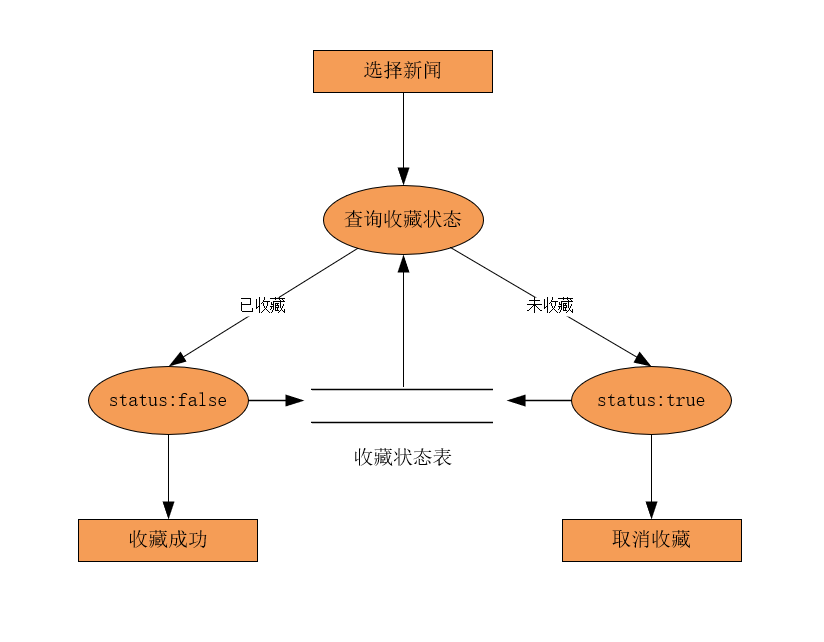 选择新闻
查询收藏状态
已收藏
未收藏
status:false
status:true
收藏状态表
收藏成功
取消收藏